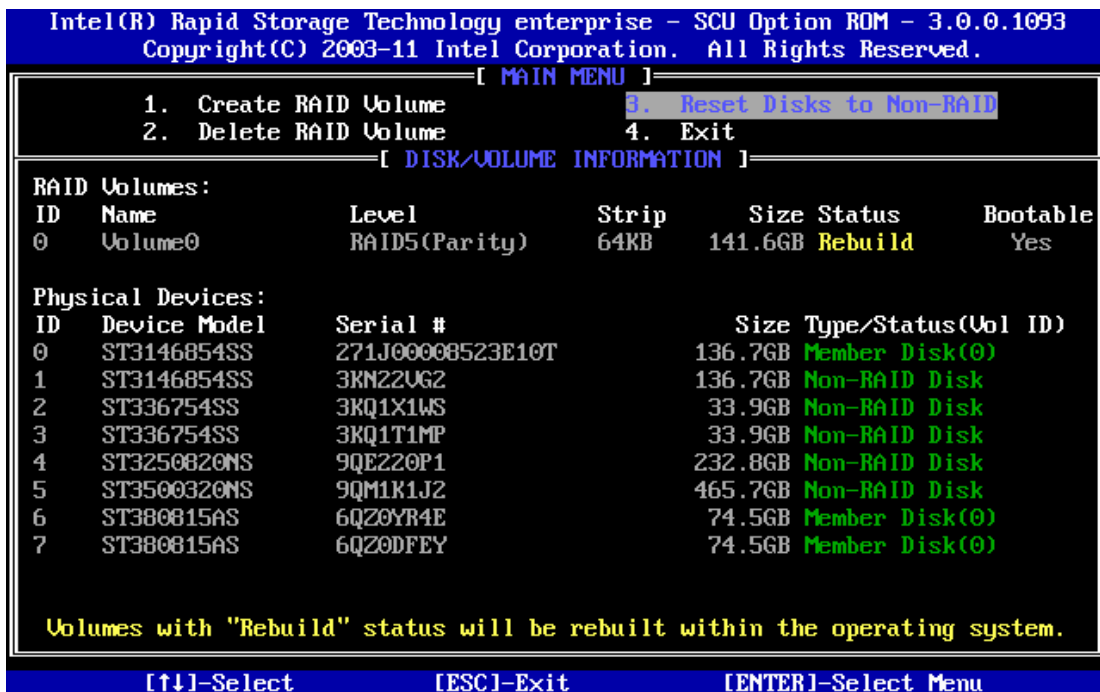 Intel(R) Rapid Storage Technology enterprise – SCU Option ROM – 3.0.0.1093
Copyright(C) 2003-11 Intel Corporation. All Rights Reserved.
[ MAIN MENU ]
1. Create RAID Volume 3. Reset Disks to Non-RAID
2. Delete RAID Volume 4. Exit
[ DISK/VOLUME INFORMATION ]
RAID Volumes:
ID Name Level Strip Size Status Bootable
0 Volume0 RAID5(Parity) 64KB 141.6GB Rebuild Yes
Physical Devices:
ID Device Model Serial # Size Type/Status(Vol ID)
0 ST3146854SS 271J00008523E10T 136.7GB Member Disk(0)
1 ST3146854SS 3KN22VG2 136.7GB Non-RAID Disk
2 ST336754SS 3KQ1X1WS 33.9GB Non-RAID Disk
3 ST336754SS 3KQ1T1MP 33.9GB Non-RAID Disk
4 ST3250820NS 9QE220P1 232.8GB Non-RAID Disk
5 ST3500320NS 9QM1K1J2 465.7GB Non-RAID Disk
6 ST380815AS 6QZ0YR4E 74.5GB Member Disk(0)
7 ST380815AS 6QZ0DFEY 74.5GB Member Disk(0)
Volumes with "Rebuild" status will be rebuilt within the operating system.
[↑↓]-Select [ESC]-Exit [ENTER]-Select Menu